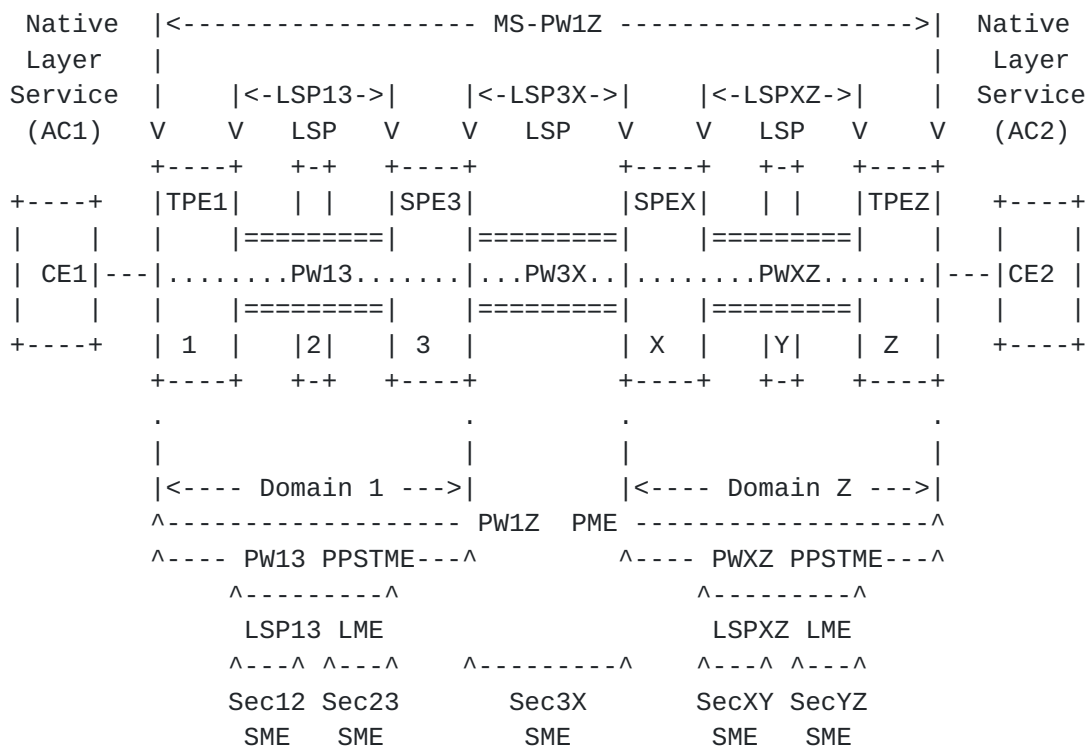 Native |<------------------- MS-PW1Z ------------------->| Native
Layer | | Layer
Service | |<-LSP13->| |<-LSP3X->| |<-LSPXZ->| | Service
(AC1) V V LSP V V LSP V V LSP V V (AC2)
+----+ +-+ +----+ +----+ +-+ +----+
+----+ |TPE1| | | |SPE3| |SPEX| | | |TPEZ| +----+
| | | |=========| |=========| |=========| | | |
| CE1|---|........PW13.......|...PW3X..|........PWXZ.......|---|CE2 |
| | | |=========| |=========| |=========| | | |
+----+ | 1 | |2| | 3 | | X | |Y| | Z | +----+
+----+ +-+ +----+ +----+ +-+ +----+
. . . .
| | | |
|<---- Domain 1 --->| |<---- Domain Z --->|
^------------------- PW1Z PME -------------------^
^---- PW13 PPSTME---^ ^---- PWXZ PPSTME---^
^---------^ ^---------^
LSP13 LME LSPXZ LME
^---^ ^---^ ^---------^ ^---^ ^---^
Sec12 Sec23 Sec3X SecXY SecYZ
SME SME SME SME SME